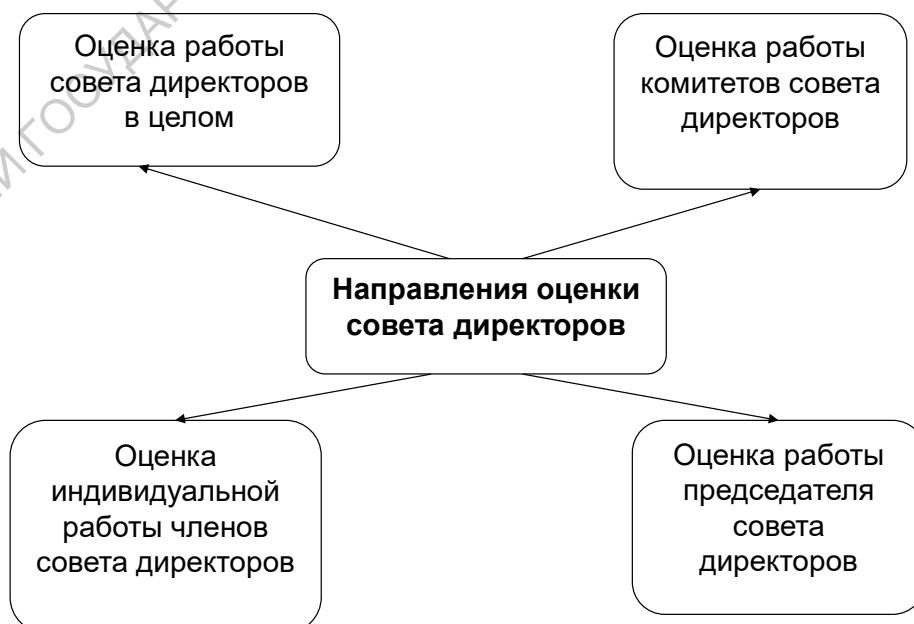 Оценка работы
совета директоров
в целом
Оценка работы
комитетов совета
директоров
Направления оценки
совета директоров
Оценка
индивидуальной
работы членов
совета директоров
Оценка работы
председателя
совета
директоров